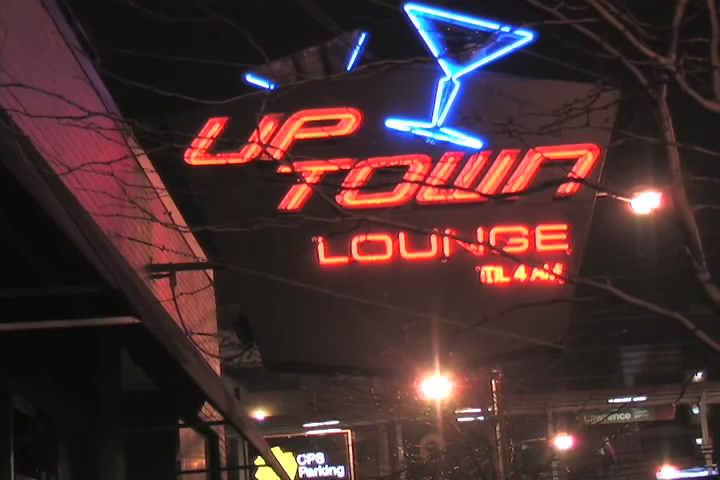 UP
TOWN
LOUNGE
'TIL 4 AM
Lawrence
CPS
Parking